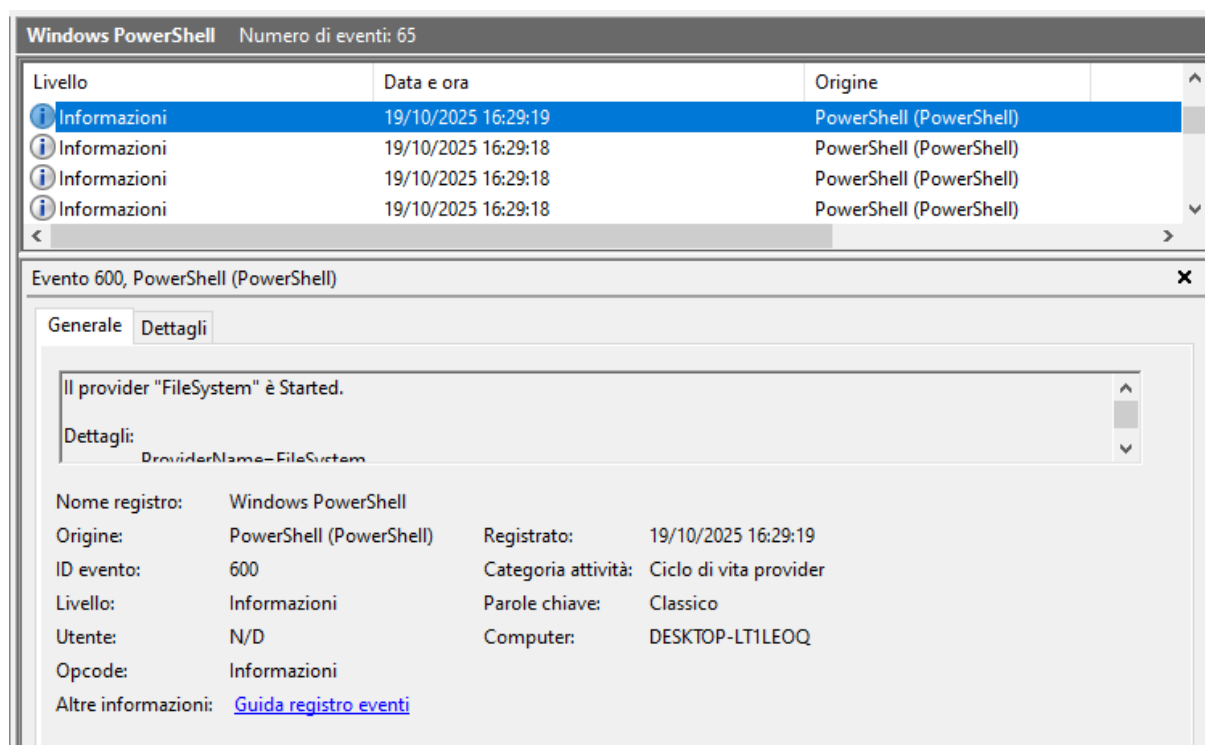 Windows PowerShell Numero di eventi: 65
Livello Data e ora Origine
Informazioni 19/10/2025 16:29:19 PowerShell (PowerShell)
Informazioni 19/10/2025 16:29:18 PowerShell (PowerShell)
Informazioni 19/10/2025 16:29:18 PowerShell (PowerShell)
Informazioni 19/10/2025 16:29:18 PowerShell (PowerShell)
Evento 600, PowerShell (PowerShell)
Generale Dettagli
Il provider "FileSystem" è Started.
Dettagli:
ProviderName=FileSystem
Nome registro: Windows PowerShell
Origine: PowerShell (PowerShell) Registrato: 19/10/2025 16:29:19
ID evento: 600 Categoria attività: Ciclo di vita provider
Livello: Informazioni Parole chiave: Classico
Utente: N/D Computer: DESKTOP-LT1LEOQ
Opcode: Informazioni
Altre informazioni: Guida registro eventi